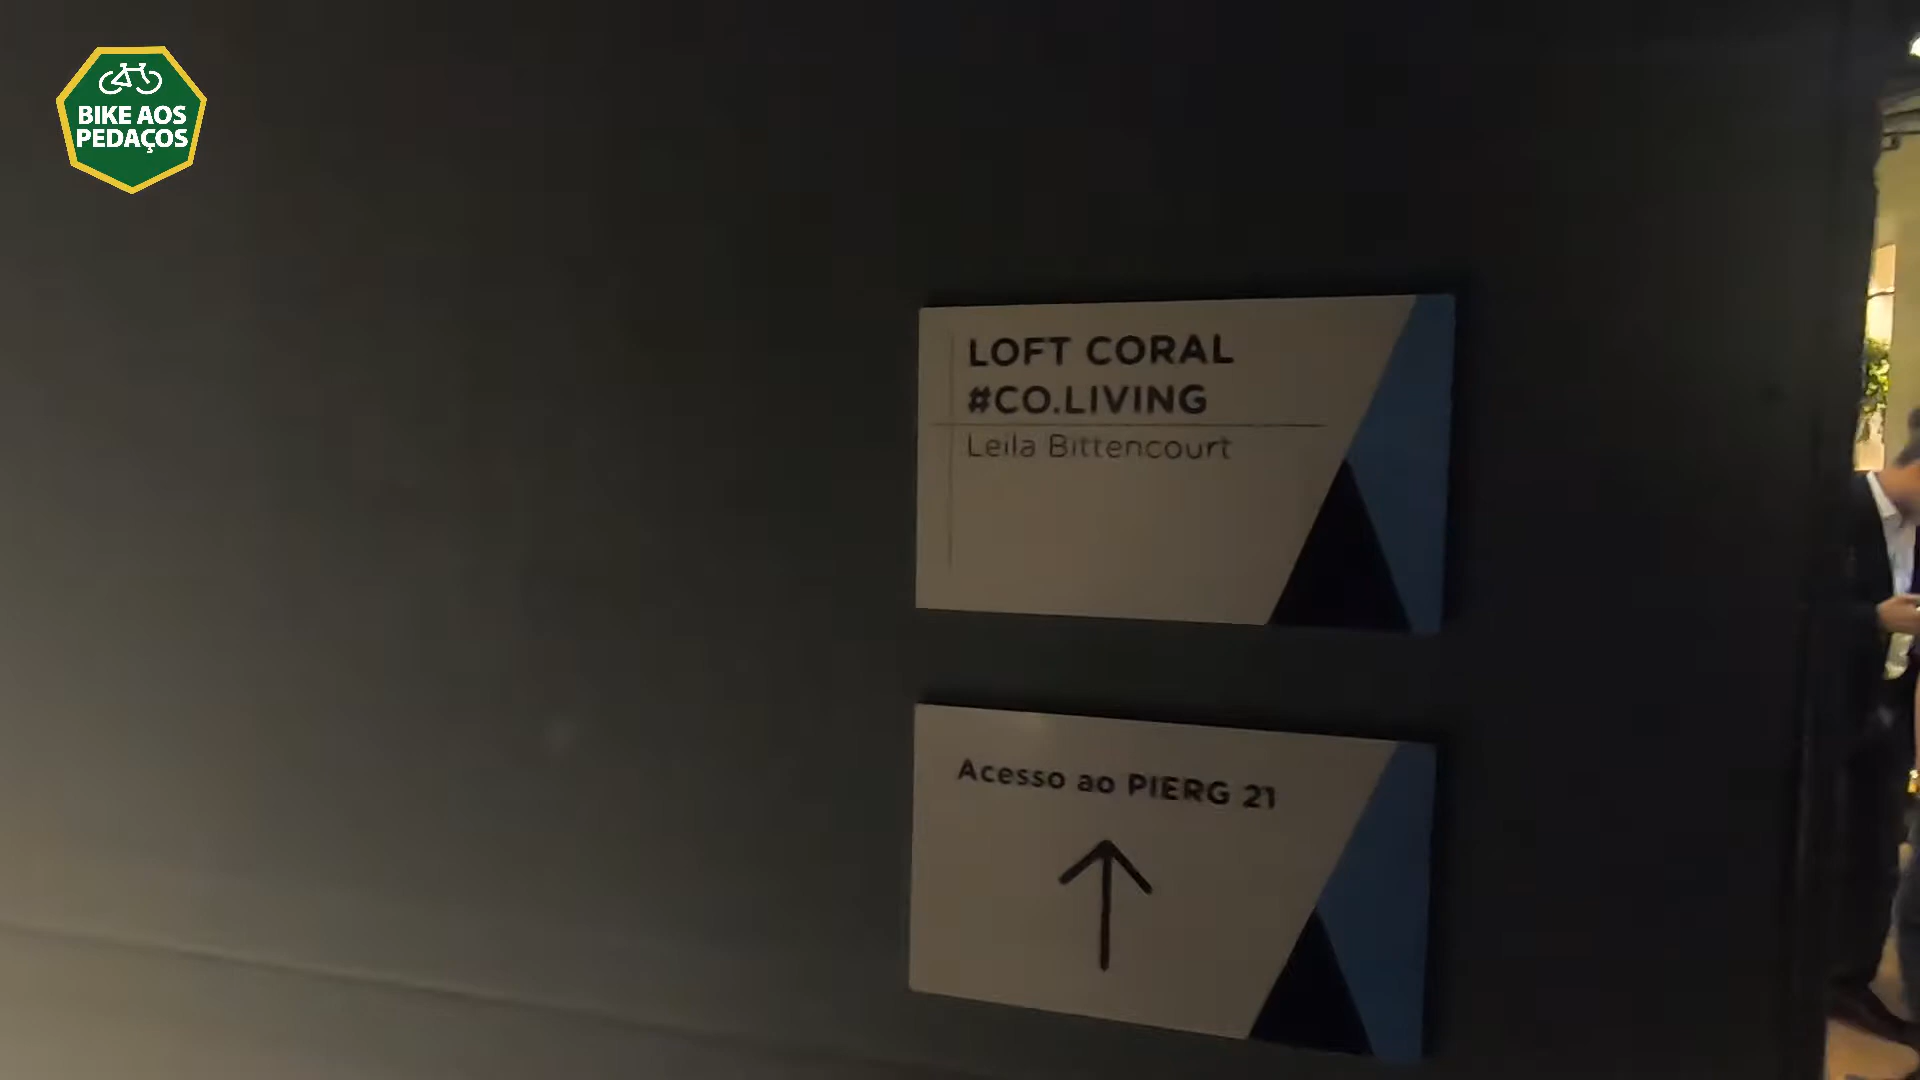 BIKE AOS
PEDAÇOS
LOFT CORAL
#CO.LIVING
Leila Bittencourt
Acesso ao PIERG 21